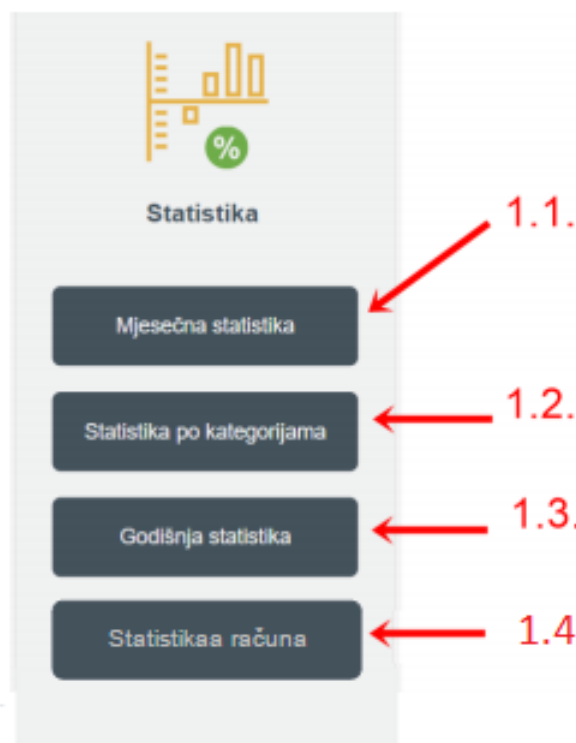 %
Statistika
1.1.
Mjesečna statistika
1.2.
Statistika po kategorijama
1.3.
Godišnja statistika
1.4
Statistikaa računa